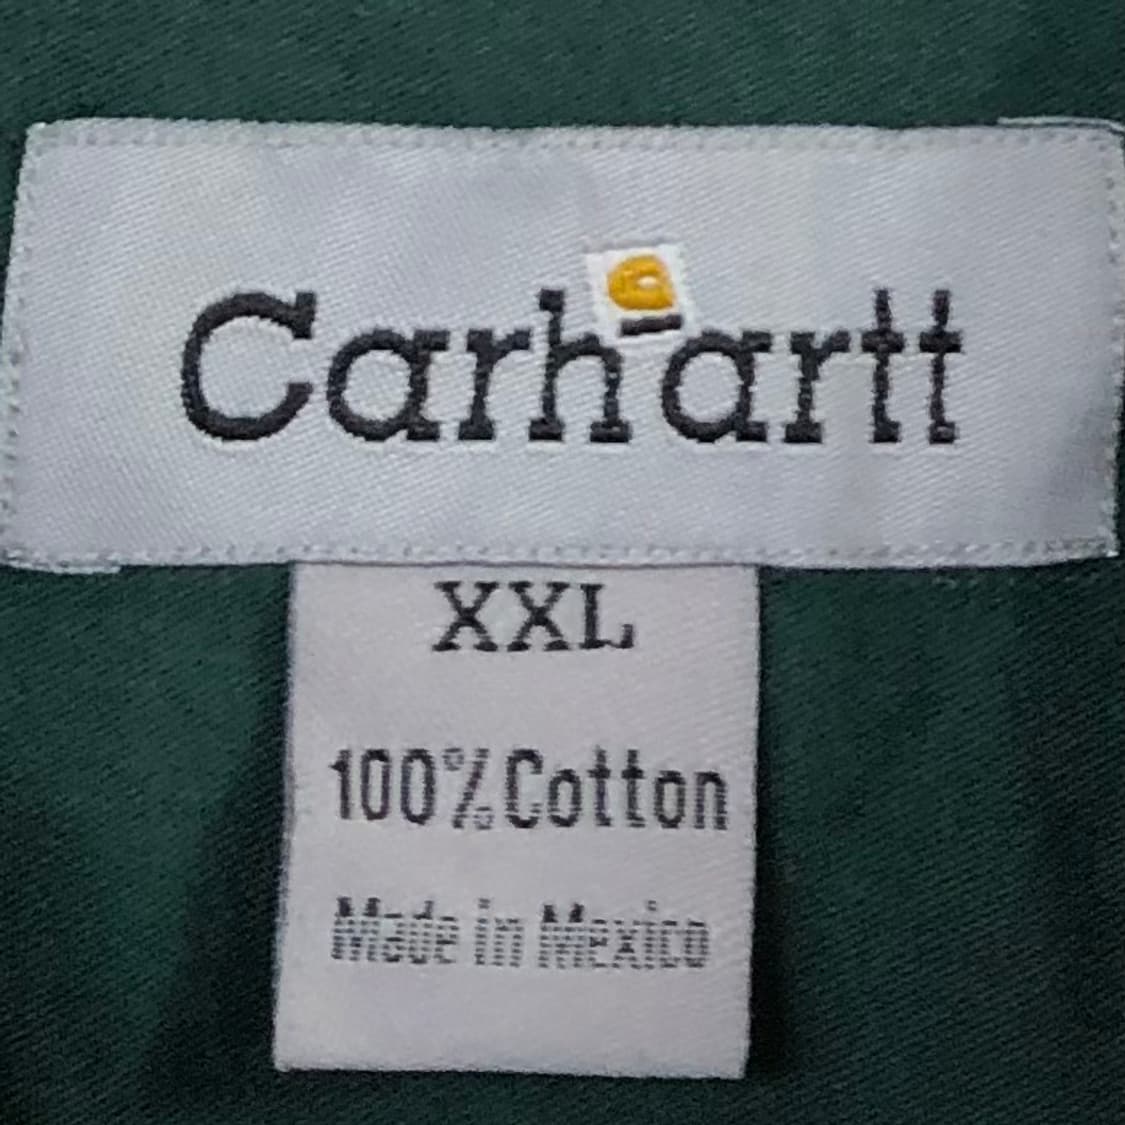 Carhartt
XXL
100% Cotton
Made in Mexico